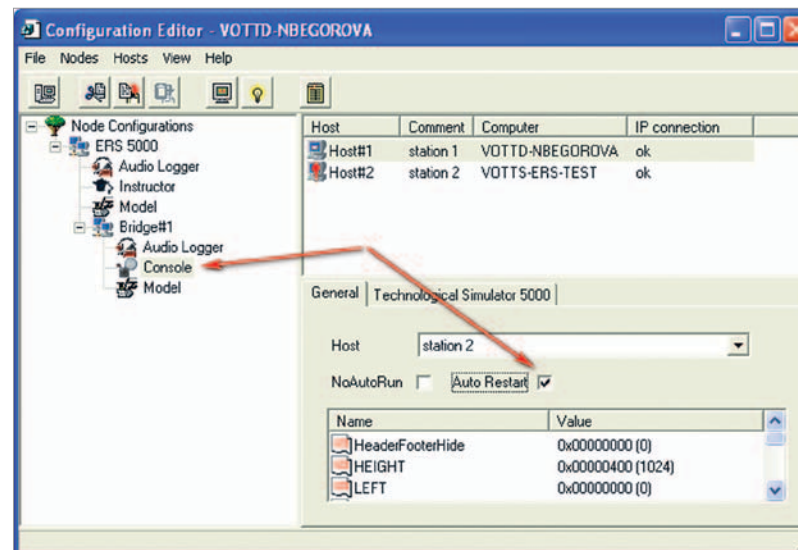 Configuration Editor - VOTTD-NBEGOROVA
File Nodes Hosts View Help
Node Configurations
ERS 5000
Audio Logger
Instructor
Model
Bridge#1
Audio Logger
Console
Model
Host Comment Computer IP connection
Host#1 station 1 VOTTD-NBEGOROVA ok
Host#2 station 2 VOTTS-ERS-TEST ok
General Technological Simulator 5000
Host station 2
NoAutoRun Auto Restart
Name Value
HeaderFooterHide 0x00000000 (0)
HEIGHT 0x00000400 (1024)
LEFT 0x00000000 (0)